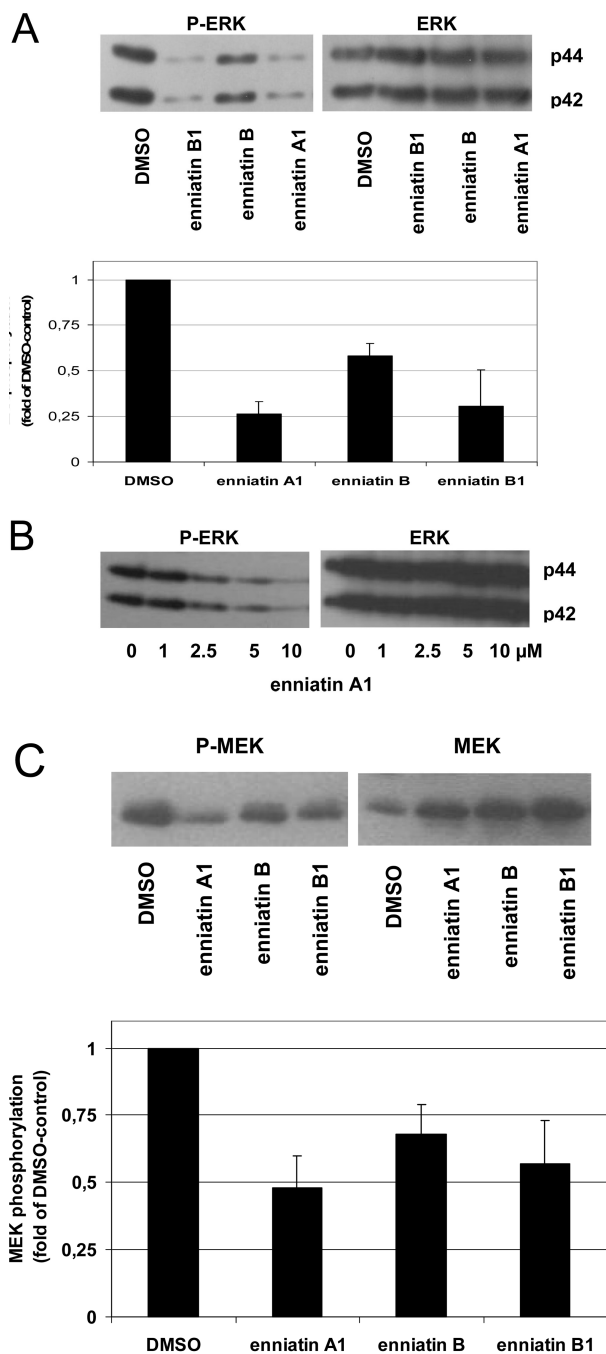 A
P-ERK ERK
p44
p42
DMSO
enniatin B1
enniatin B
enniatin A1
DMSO
enniatin B1
enniatin B
enniatin A1
(fold of DMSO-control)
1
0,75
0,5
0,25
0
DMSO enniatin A1 enniatin B enniatin B1
B
P-ERK ERK
p44
p42
0 1 2.5 5 10 0 1 2.5 5 10 µM
enniatin A1
C
P-MEK MEK
DMSO
enniatin A1
enniatin B
enniatin B1
DMSO
enniatin A1
enniatin B
enniatin B1
MEK phosphorylation
(fold of DMSO-control)
1
0,75
0,5
0,25
0
DMSO enniatin A1 enniatin B enniatin B1